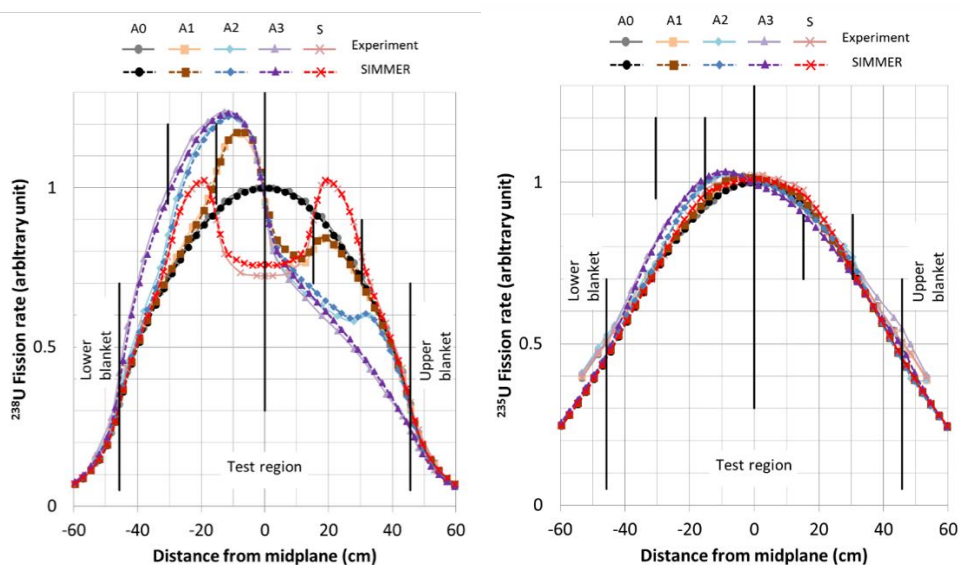 A0 A1 A2 A3 S
Experiment
SIMMER
²³⁸U Fission rate (arbitrary unit)
1
0.5
0
Lower
blanket
Upper
blanket
Test region
-60 -40 -20 0 20 40 60
Distance from midplane (cm)
A0 A1 A2 A3 S
Experiment
SIMMER
²³⁵U Fission rate (arbitrary unit)
1
0.5
0
Lower
blanket
Upper
blanket
Test region
-60 -40 -20 0 20 40 60
Distance from midplane (cm)